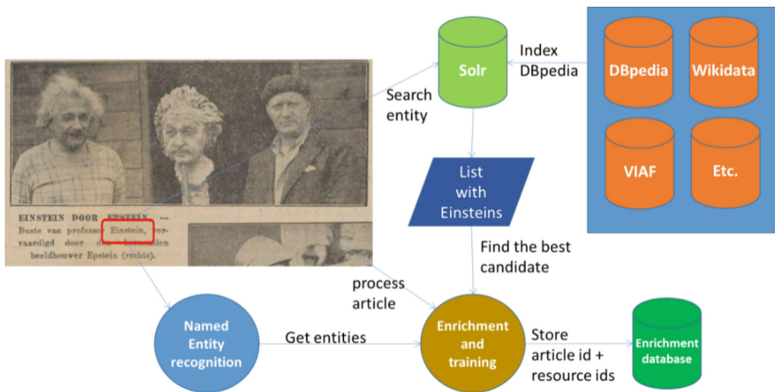 Solr
Index
DBpedia
DBpedia
Wikidata
VIAF
Etc.
Search
entity
List
with
Einsteins
EINSTEIN DOOR EPSTEIN —
Buste van professor Einstein, ver-
vaardigd door den
beeldhouwer Epstein (rechts).
Find the best
candidate
process
article
Named
Entity
recognition
Get entities
Enrichment
and
training
Store
article id +
resource ids
Enrichment
database